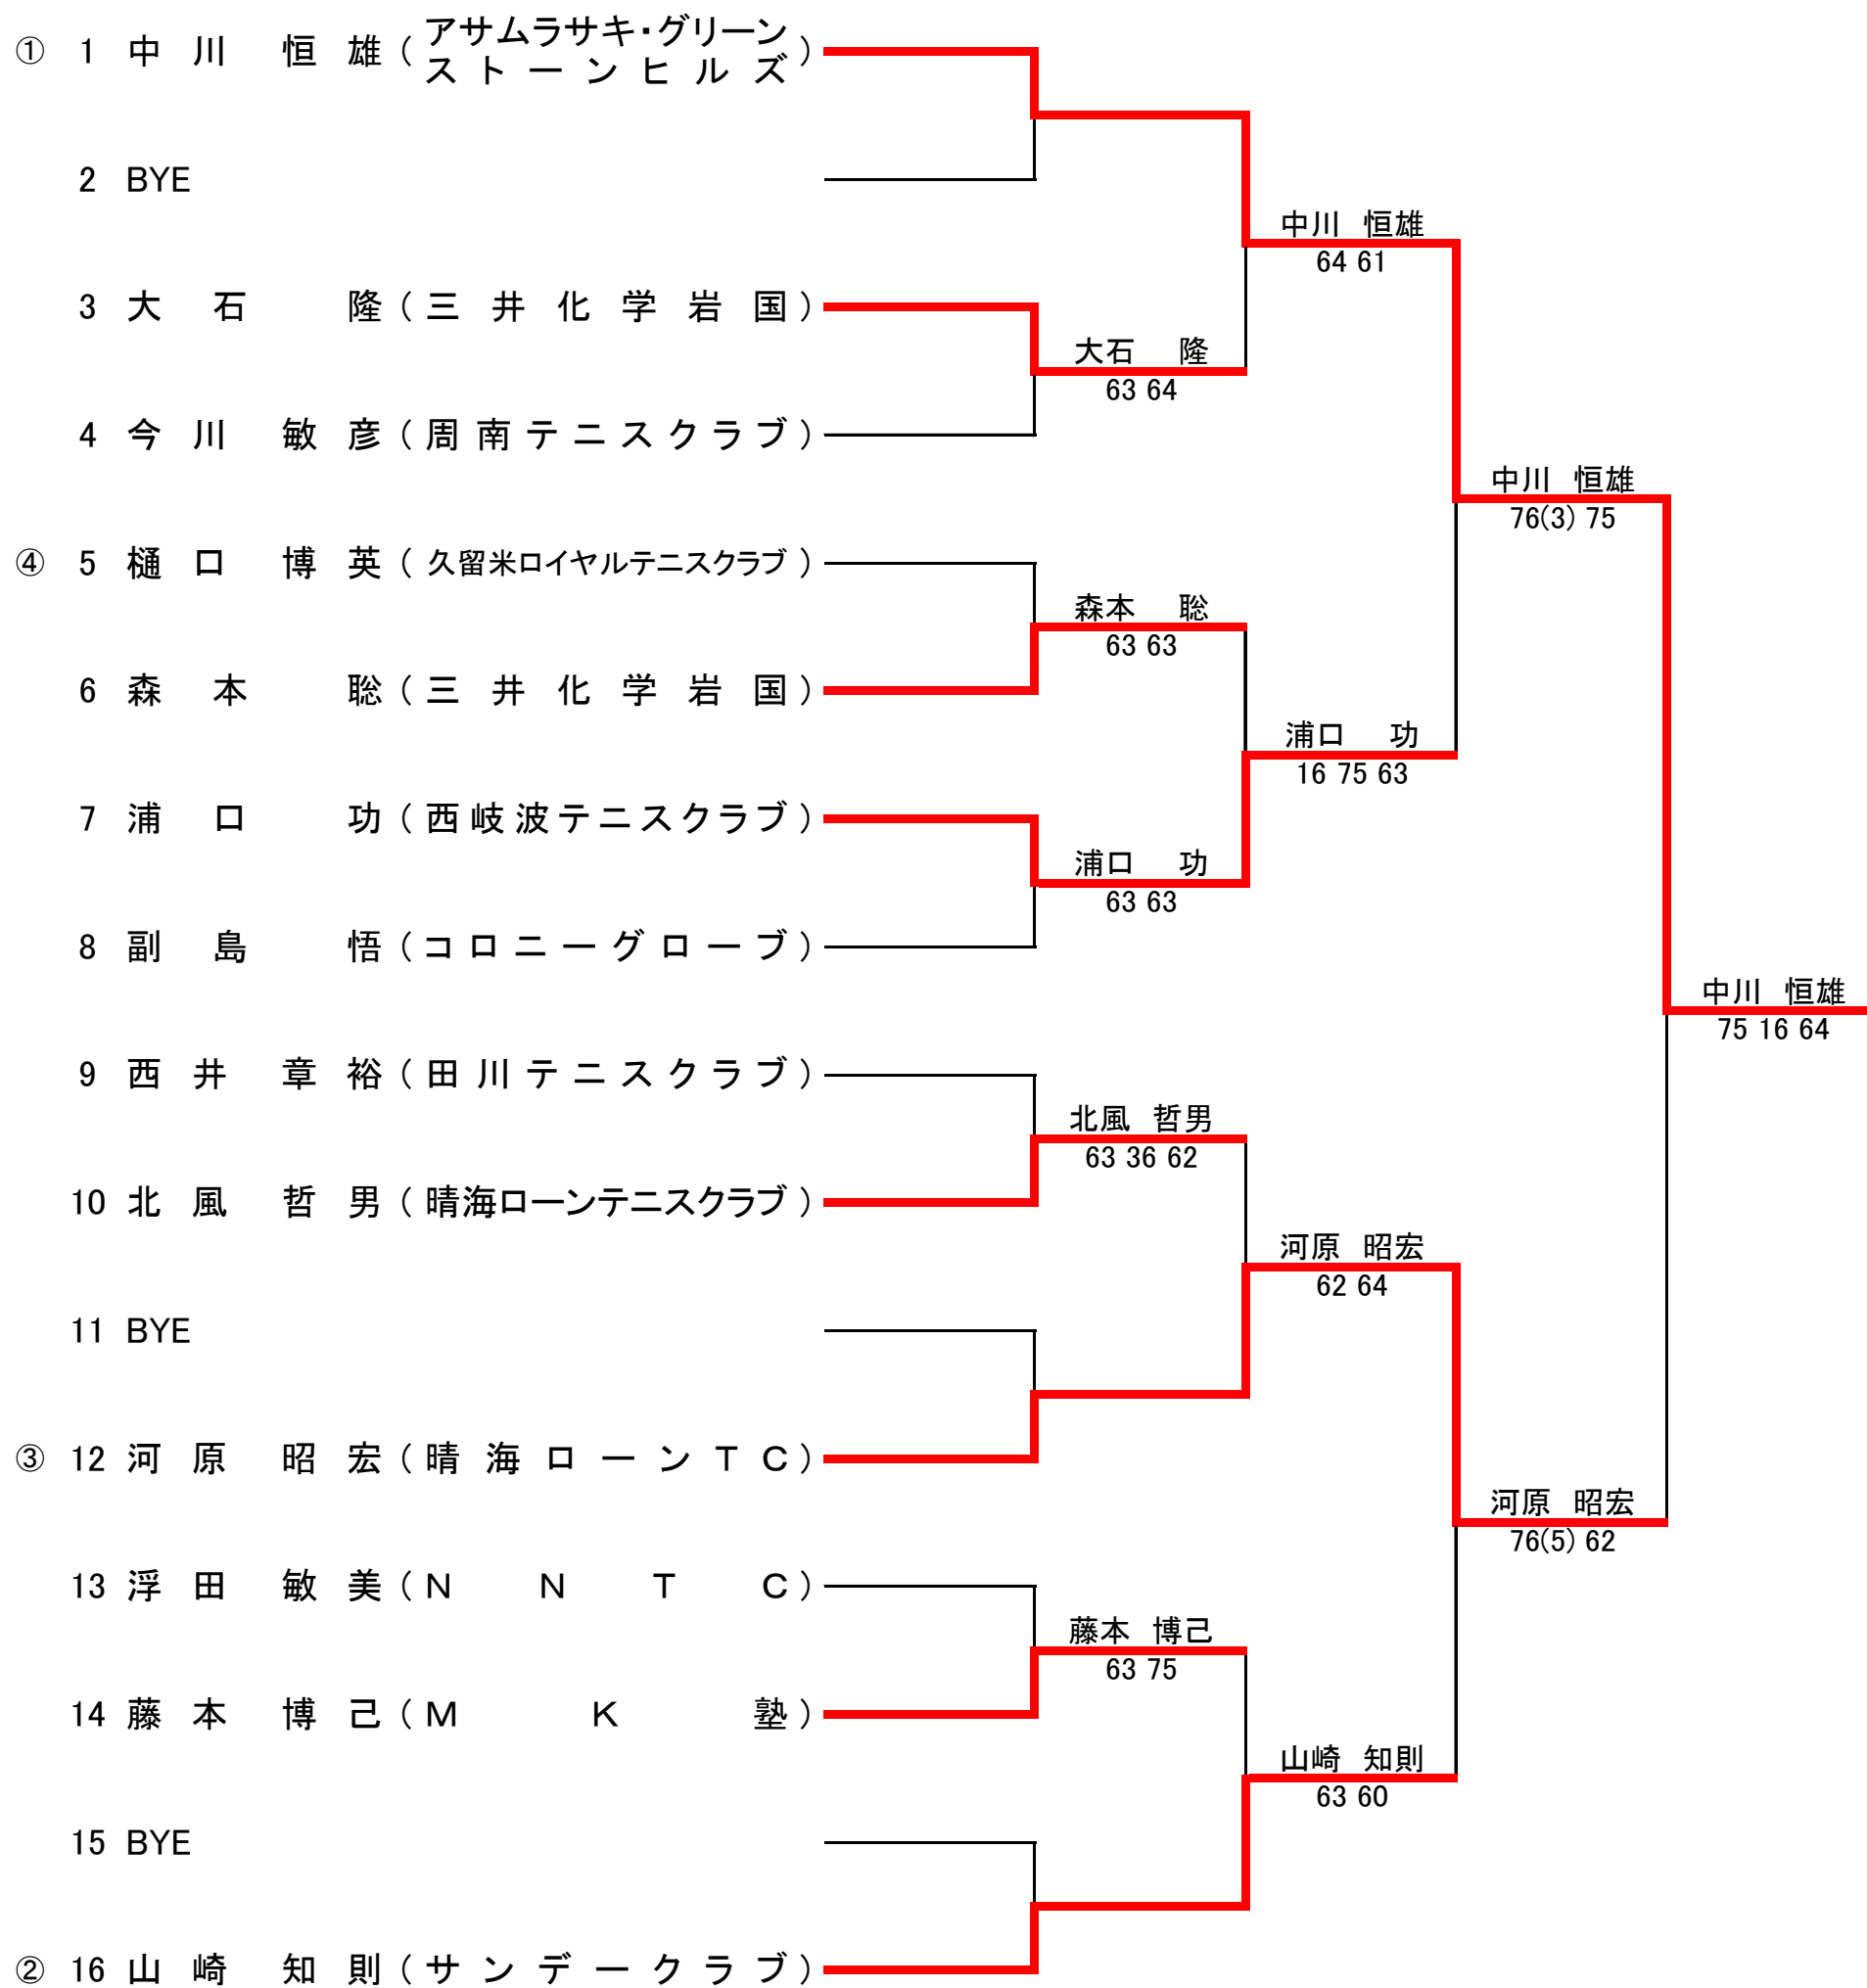 ① 1 中川 恒雄 (アサムラサキ・グリーン
ストーンヒルズ)
2 BYE
中川 恒雄
64 61
3 大石 隆 (三井化学岩国)
大石 隆
63 64
4 今川 敏彦 (周南テニスクラブ)
中川 恒雄
76(3) 75
④ 5 樋口 博英 (久留米ロイヤルテニスクラブ)
森本 聡
63 63
6 森本 聡 (三井化学岩国)
浦口 功
16 75 63
7 浦口 功 (西岐波テニスクラブ)
浦口 功
63 63
8 副島 悟 (コロニーグローブ)
中川 恒雄
75 16 64
9 西井 章裕 (田川テニスクラブ)
北風 哲男
63 36 62
10 北風 哲男 (晴海ローンテニスクラブ)
河原 昭宏
62 64
11 BYE
③ 12 河原 昭宏 (晴海ローンTC)
河原 昭宏
76(5) 62
13 浮田 敏美 (NNTC)
藤本 博己
63 75
14 藤本 博己 (MK塾)
山崎 知則
63 60
15 BYE
② 16 山崎 知則 (サンデークラブ)